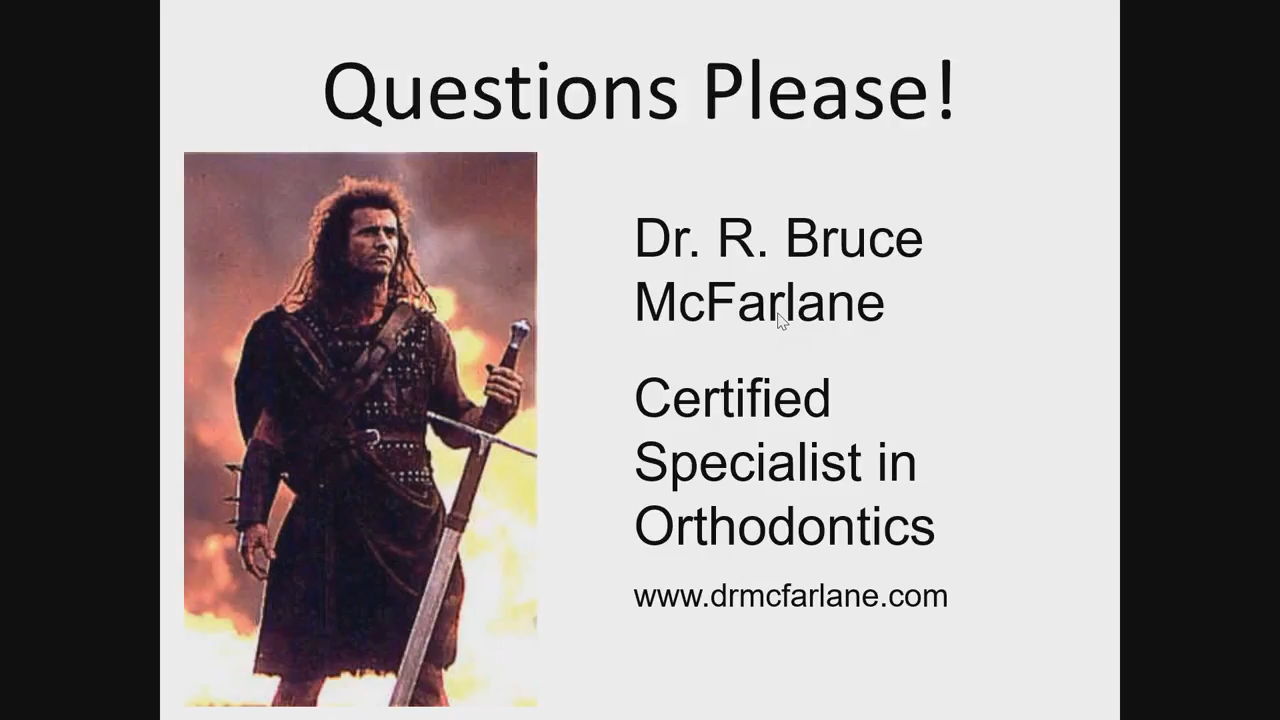 Questions Please!
Dr. R. Bruce
McFarlane
Certified
Specialist in
Orthodontics
www.drmcfarlane.com